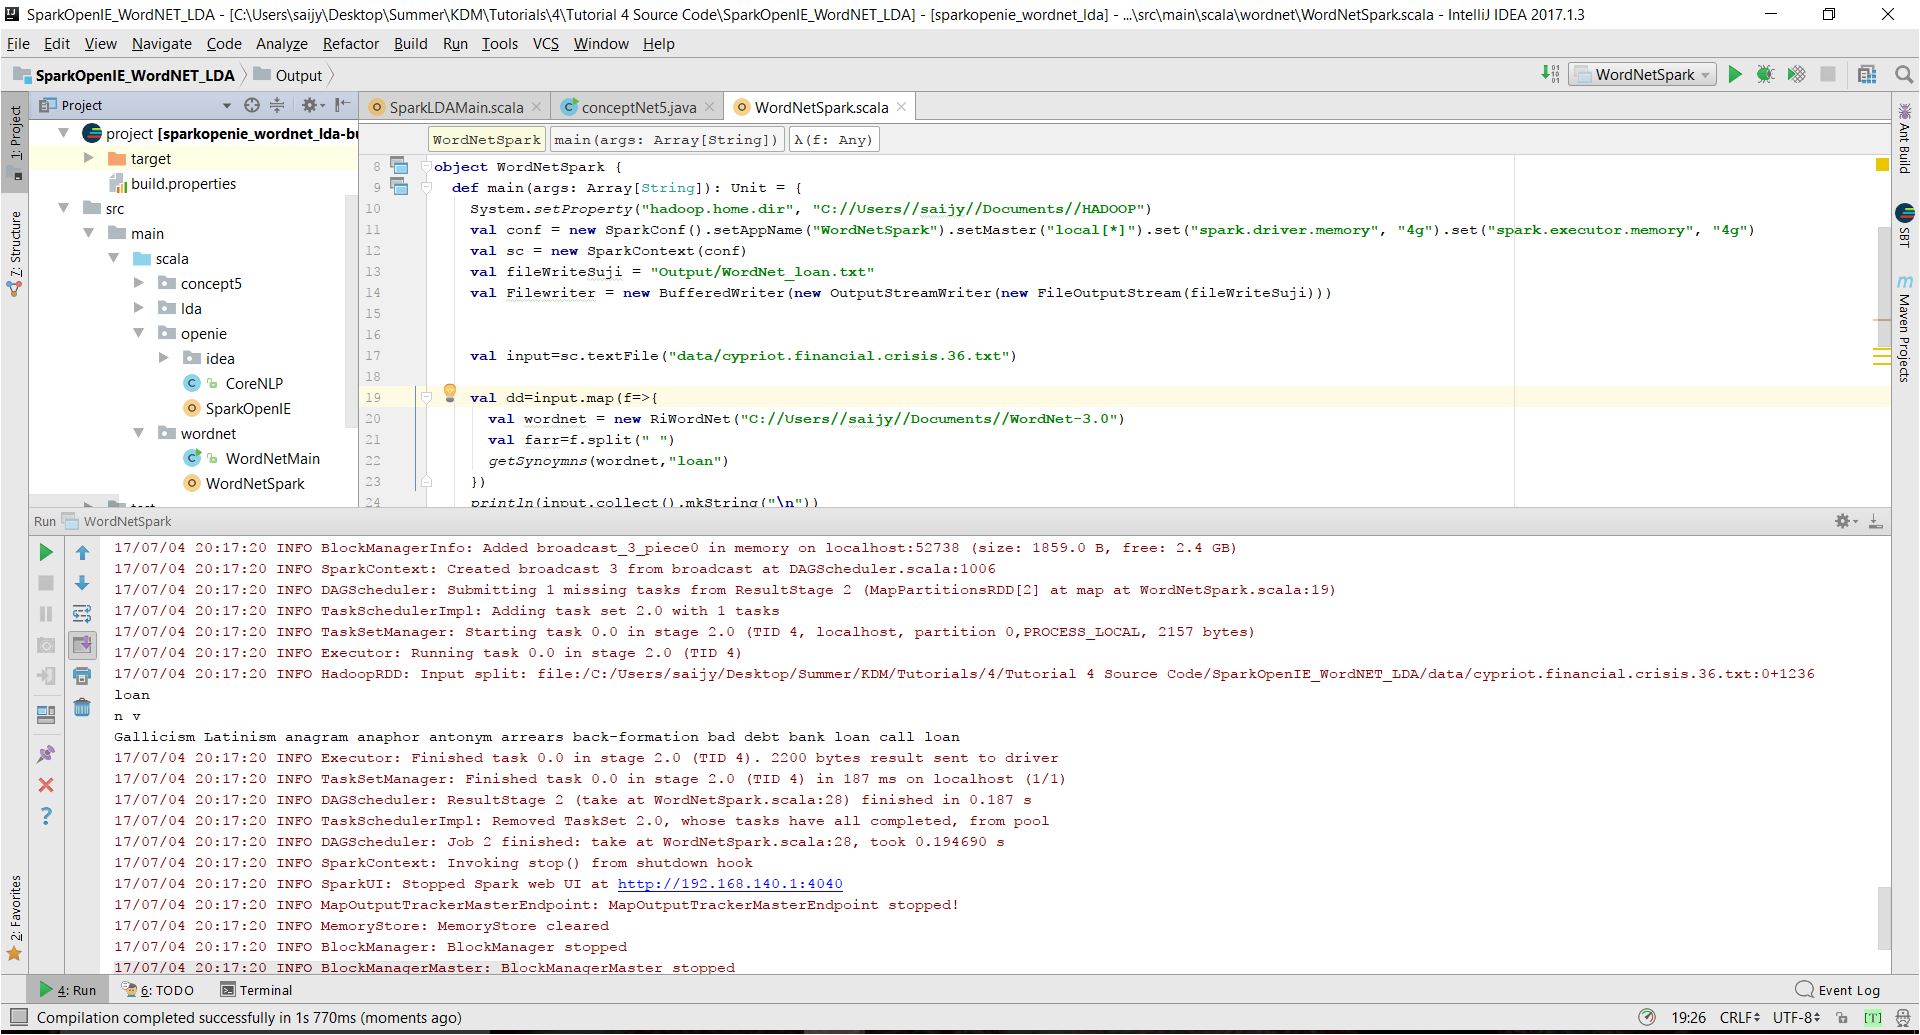 SparkOpenIE_WordNET_LDA - [C:\Users\saijy\Desktop\Summer\KDM\Tutorials\4\Tutorial 4 Source Code\SparkOpenIE_WordNET_LDA] - [sparkopenie_wordnet_lda] - ...\src\main\scala\wordnet\WordNetSpark.scala - IntelliJ IDEA 2017.1.3
File Edit View Navigate Code Analyze Refactor Build Run Tools VCS Window Help
SparkOpenIE_WordNET_LDA Output
WordNetSpark
Project
SparkLDAMain.scala conceptNet5.java WordNetSpark.scala
1: Project
7: Structure
2: Favorites
project [sparkopenie_wordnet_lda-bu
target
build.properties
src
main
scala
concept5
lda
openie
idea
CoreNLP
SparkOpenIE
wordnet
WordNetMain
WordNetSpark
test
WordNetSpark main(args: Array[String]) λ(f: Any)
8 object WordNetSpark {
9 def main(args: Array[String]): Unit = {
10 System.setProperty("hadoop.home.dir", "C://Users//saijy//Documents//HADOOP")
11 val conf = new SparkConf().setAppName("WordNetSpark").setMaster("local[*]").set("spark.driver.memory", "4g").set("spark.executor.memory", "4g")
12 val sc = new SparkContext(conf)
13 val fileWriteSuji = "Output/WordNet_loan.txt"
14 val Filewriter = new BufferedWriter(new OutputStreamWriter(new FileOutputStream(fileWriteSuji)))
15
16
17 val input=sc.textFile("data/cypriot.financial.crisis.36.txt")
18
19 val dd=input.map(f=>{
20 val wordnet = new RiWordNet("C://Users//saijy//Documents//WordNet-3.0")
21 val farr=f.split(" ")
22 getSynoymns(wordnet,"loan")
23 })
24 println(input.collect().mkString("\n"))
Ant Build
SBT
m
Maven Projects
Run WordNetSpark
17/07/04 20:17:20 INFO BlockManagerInfo: Added broadcast_3_piece0 in memory on localhost:52738 (size: 1859.0 B, free: 2.4 GB)
17/07/04 20:17:20 INFO SparkContext: Created broadcast 3 from broadcast at DAGScheduler.scala:1006
17/07/04 20:17:20 INFO DAGScheduler: Submitting 1 missing tasks from ResultStage 2 (MapPartitionsRDD[2] at map at WordNetSpark.scala:19)
17/07/04 20:17:20 INFO TaskSchedulerImpl: Adding task set 2.0 with 1 tasks
17/07/04 20:17:20 INFO TaskSetManager: Starting task 0.0 in stage 2.0 (TID 4, localhost, partition 0,PROCESS_LOCAL, 2157 bytes)
17/07/04 20:17:20 INFO Executor: Running task 0.0 in stage 2.0 (TID 4)
17/07/04 20:17:20 INFO HadoopRDD: Input split: file:/C:/Users/saijy/Desktop/Summer/KDM/Tutorials/4/Tutorial 4 Source Code/SparkOpenIE_WordNET_LDA/data/cypriot.financial.crisis.36.txt:0+1236
loan
n v
Gallicism Latinism anagram anaphor antonym arrears back-formation bad debt bank loan call loan
17/07/04 20:17:20 INFO Executor: Finished task 0.0 in stage 2.0 (TID 4). 2200 bytes result sent to driver
17/07/04 20:17:20 INFO TaskSetManager: Finished task 0.0 in stage 2.0 (TID 4) in 187 ms on localhost (1/1)
17/07/04 20:17:20 INFO DAGScheduler: ResultStage 2 (take at WordNetSpark.scala:28) finished in 0.187 s
17/07/04 20:17:20 INFO TaskSchedulerImpl: Removed TaskSet 2.0, whose tasks have all completed, from pool
17/07/04 20:17:20 INFO DAGScheduler: Job 2 finished: take at WordNetSpark.scala:28, took 0.194690 s
17/07/04 20:17:20 INFO SparkContext: Invoking stop() from shutdown hook
17/07/04 20:17:20 INFO SparkUI: Stopped Spark web UI at http://192.168.140.1:4040
17/07/04 20:17:20 INFO MapOutputTrackerMasterEndpoint: MapOutputTrackerMasterEndpoint stopped!
17/07/04 20:17:20 INFO MemoryStore: MemoryStore cleared
17/07/04 20:17:20 INFO BlockManager: BlockManager stopped
17/07/04 20:17:20 INFO BlockManagerMaster: BlockManagerMaster stopped
4: Run 6: TODO Terminal Event Log
Compilation completed successfully in 1s 770ms (moments ago) 19:26 CRLF UTF-8 [T]